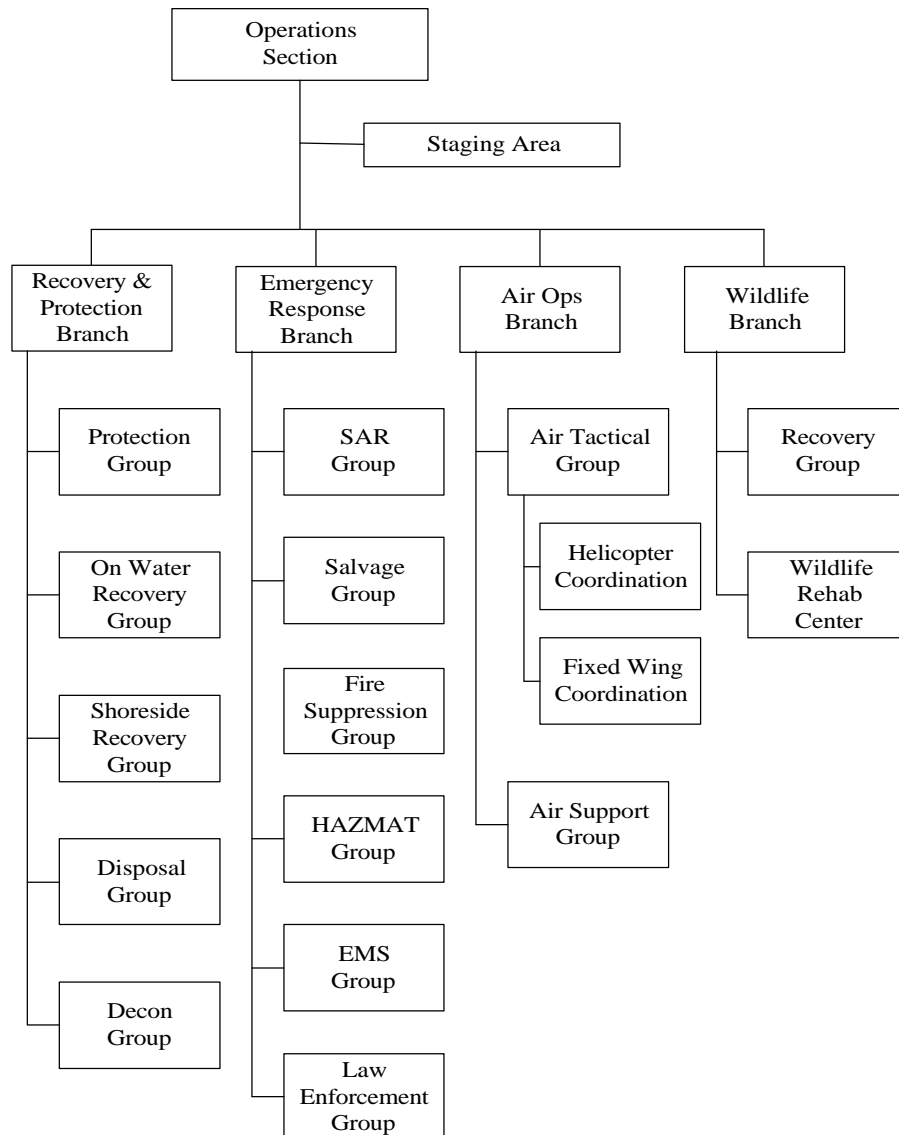 Operations
Section
Staging Area
Recovery &
Protection
Branch
Emergency
Response
Branch
Air Ops
Branch
Wildlife
Branch
Protection
Group
On Water
Recovery
Group
Shoreside
Recovery
Group
Disposal
Group
Decon
Group
SAR
Group
Salvage
Group
Fire
Suppression
Group
HAZMAT
Group
EMS
Group
Law
Enforcement
Group
Air Tactical
Group
Helicopter
Coordination
Fixed Wing
Coordination
Air Support
Group
Recovery
Group
Wildlife
Rehab
Center